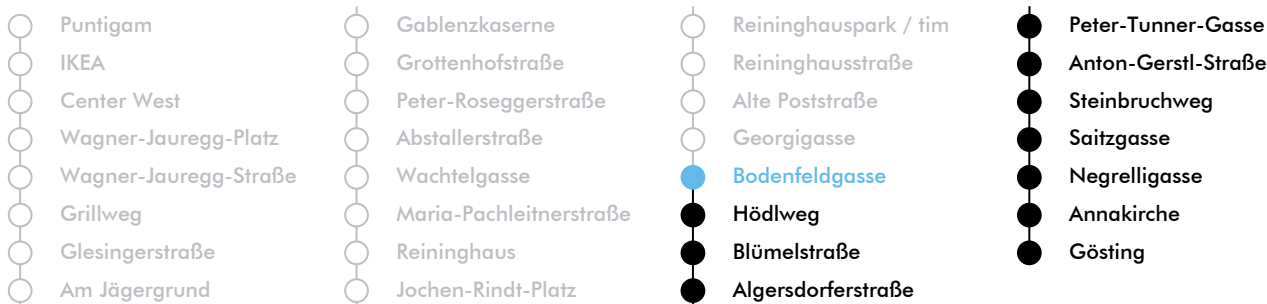 Puntigam
IKEA
Center West
Wagner-Jauregg-Platz
Wagner-Jauregg-Straße
Grillweg
Glesingerstraße
Am Jägergrund
Gablenzkaserne
Grottenhofstraße
Peter-Roseggerstraße
Abstallerstraße
Wachtelgasse
Maria-Pachleitnerstraße
Reininghaus
Jochen-Rindt-Platz
Reininghauspark / tim
Reininghausstraße
Alte Poststraße
Georgigasse
Bodenfeldgasse
Hödlweg
Blümelstraße
Algersdorferstraße
Peter-Tunner-Gasse
Anton-Gerstl-Straße
Steinbruchweg
Saitzgasse
Negrelligasse
Annakirche
Gösting